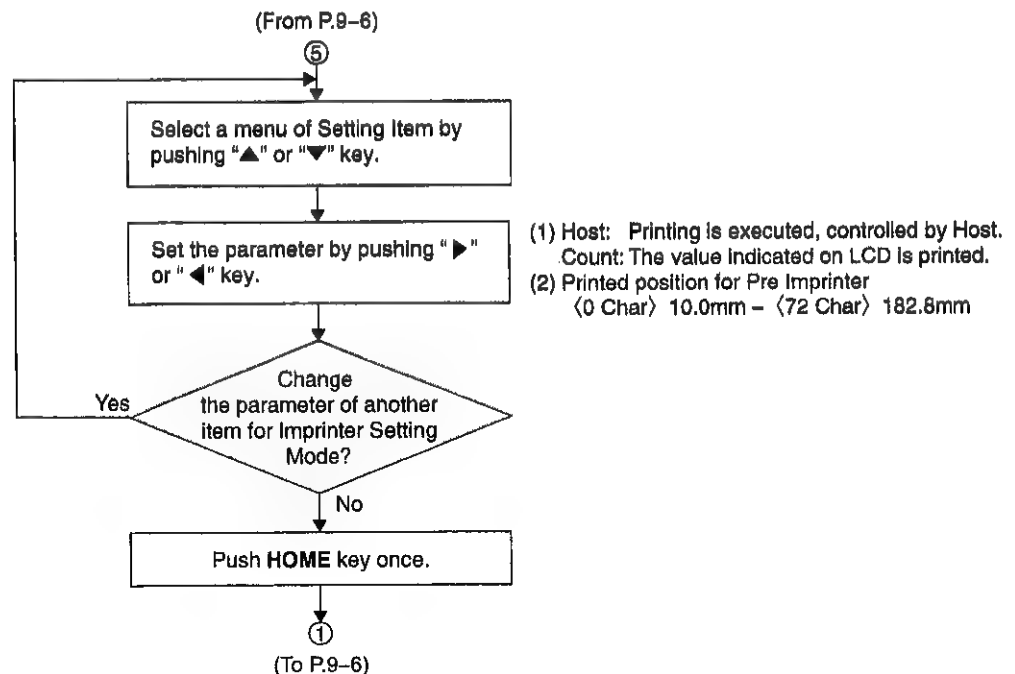 (From P.9–6)
⑤
Select a menu of Setting Item by
pushing "▲" or "▼" key.
Set the parameter by pushing "▶"
or "◀" key.
(1) Host: Printing is executed, controlled by Host.
Count: The value indicated on LCD is printed.
(2) Printed position for Pre Imprinter
〈0 Char〉 10.0mm – 〈72 Char〉 182.8mm
Change
the parameter of another
item for Imprinter Setting
Mode?
Yes
No
Push HOME key once.
①
(To P.9–6)